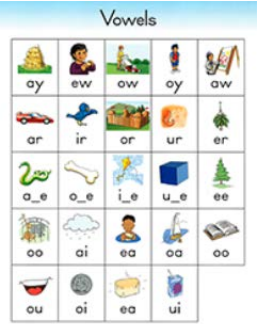 Vowels
ay ew ow oy aw
ar ir or ur er
a_e o_e i_e u_e ee
oo ai ea oa oo
ou oi ea ui